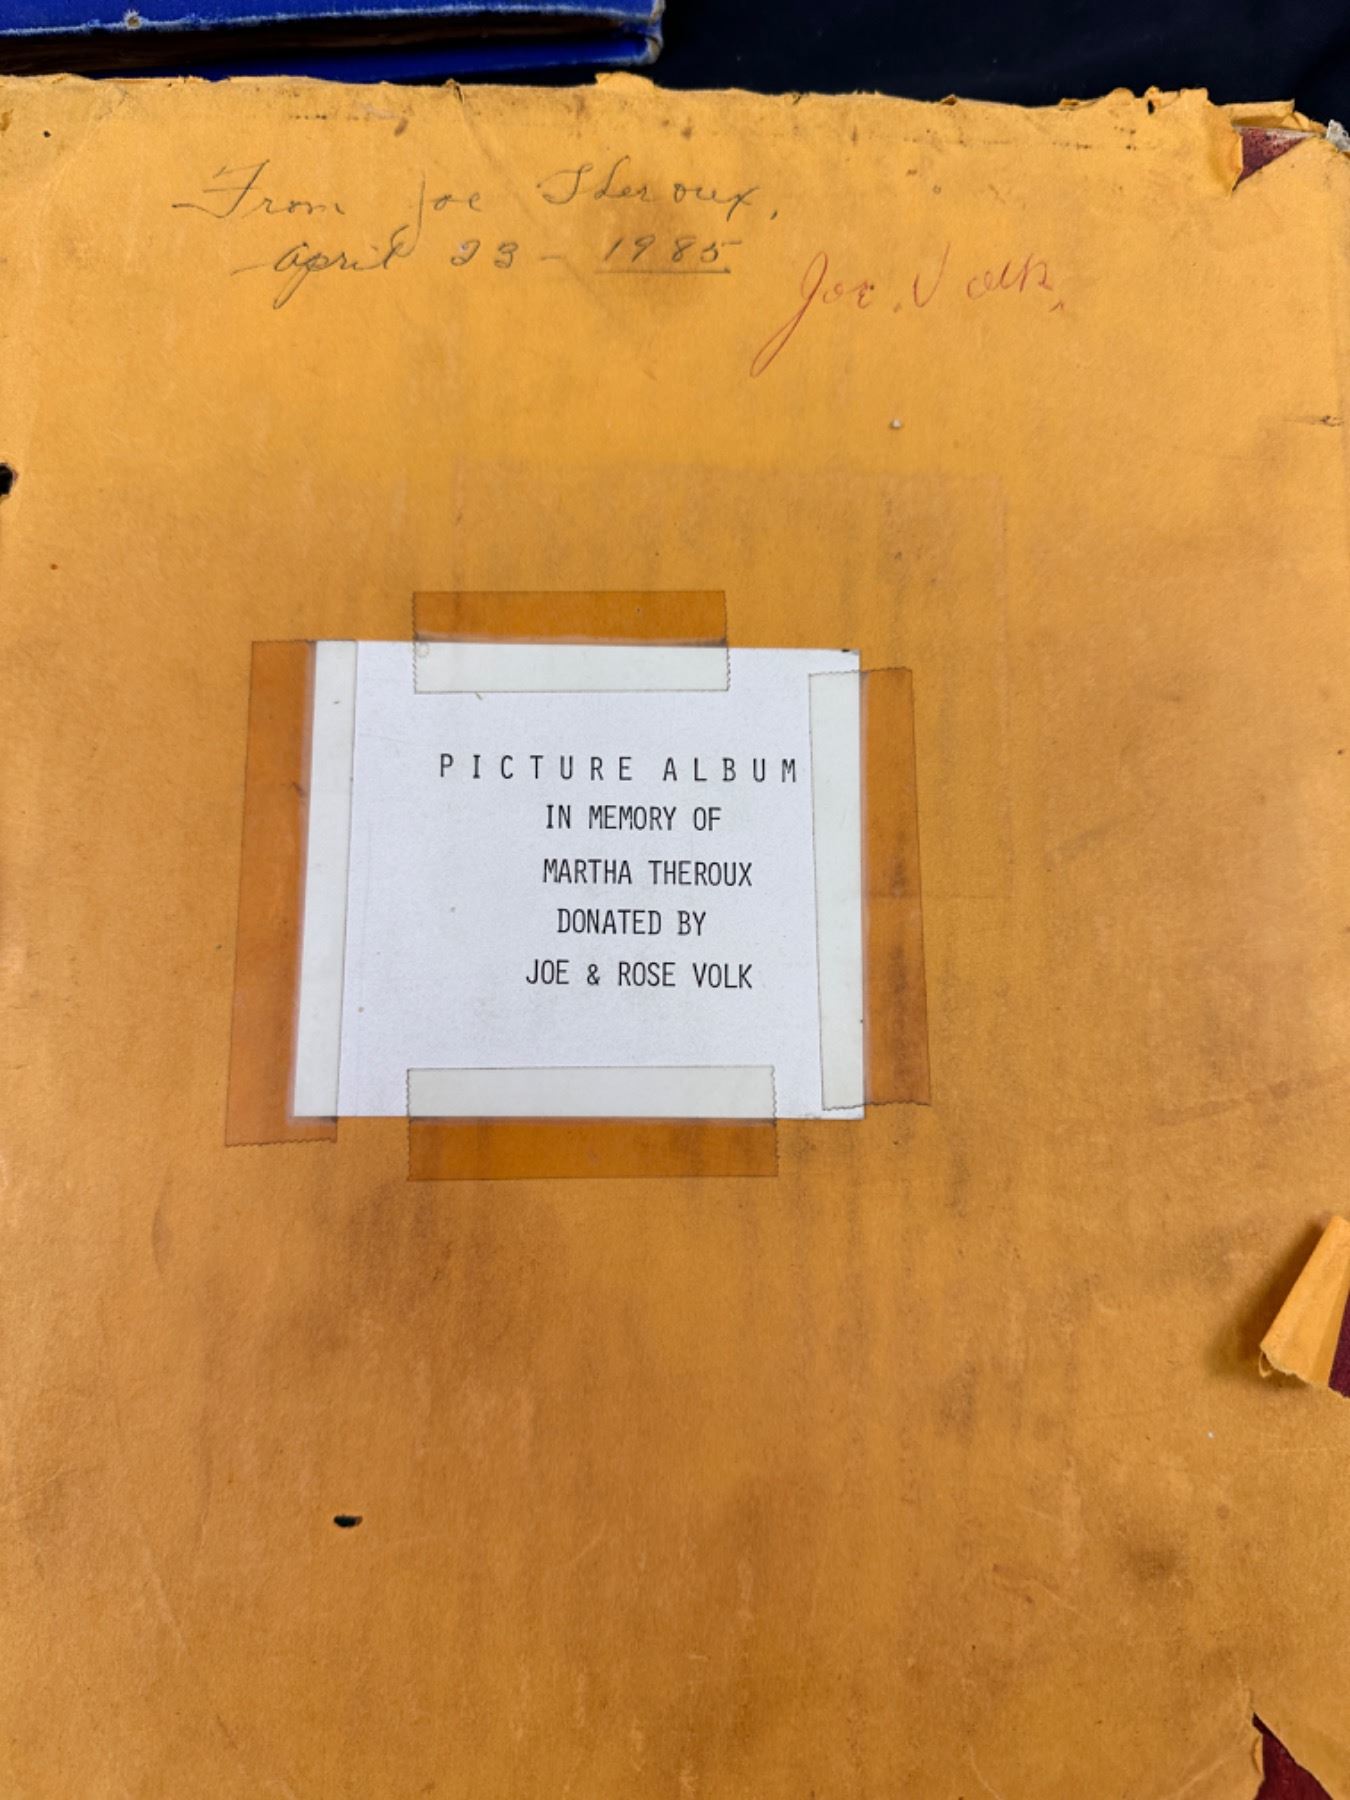 From Joe Theroux,
April 23 - 1985
Joe. Volk.
PICTURE ALBUM
IN MEMORY OF
MARTHA THEROUX
DONATED BY
JOE & ROSE VOLK